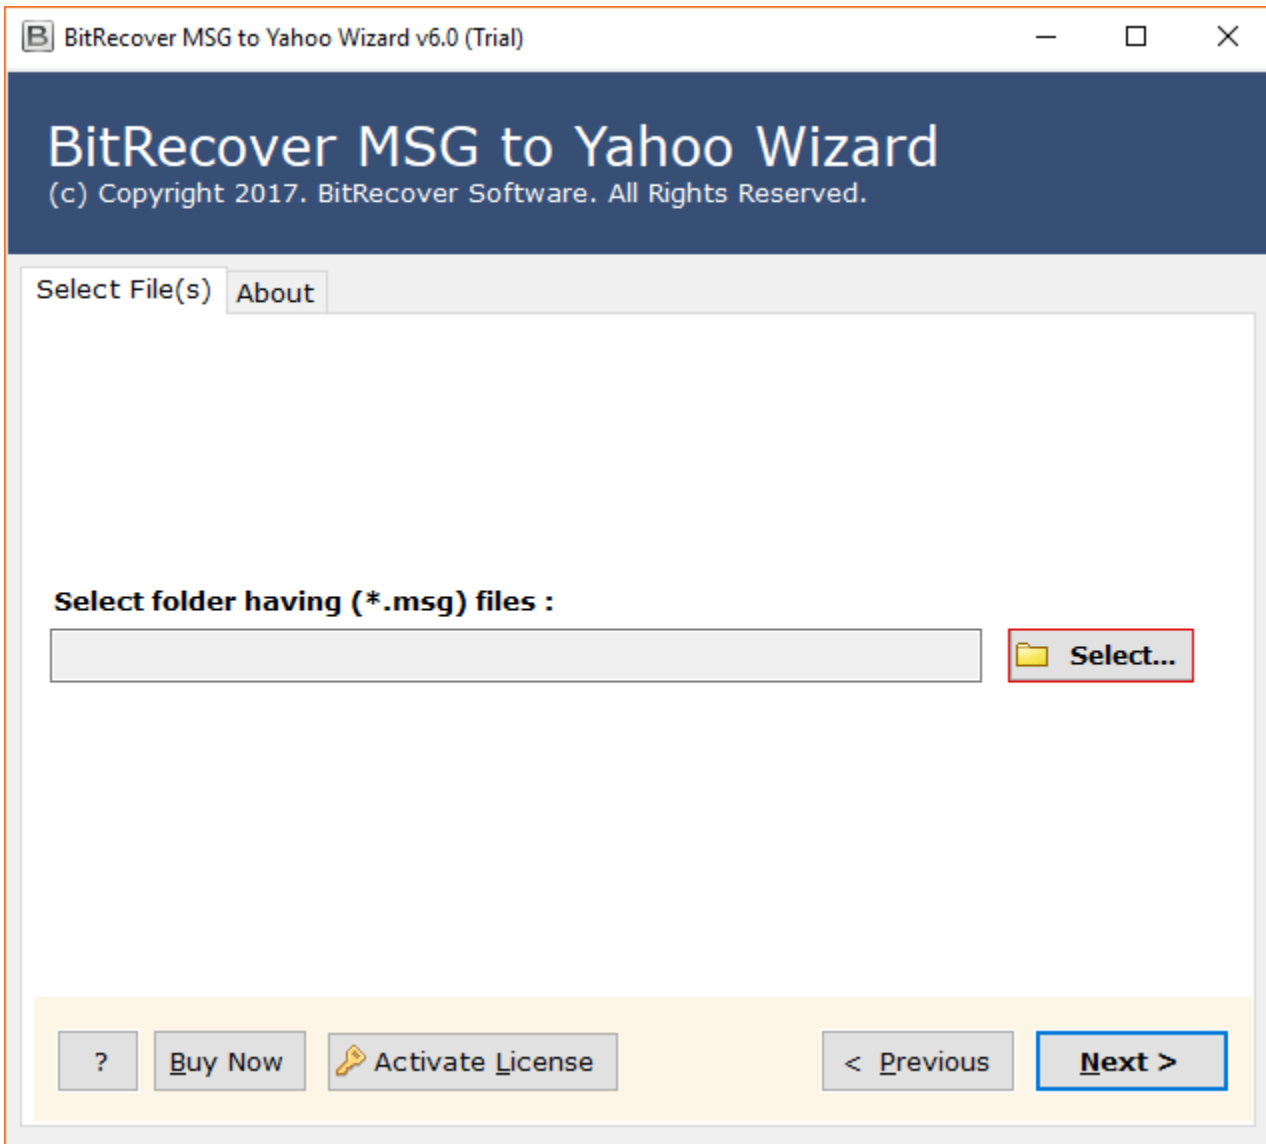 BitRecover MSG to Yahoo Wizard v6.0 (Trial)
BitRecover MSG to Yahoo Wizard
(c) Copyright 2017. BitRecover Software. All Rights Reserved.
Select File(s) About
Select folder having (*.msg) files :
Select...
? Buy Now Activate License < Previous Next >